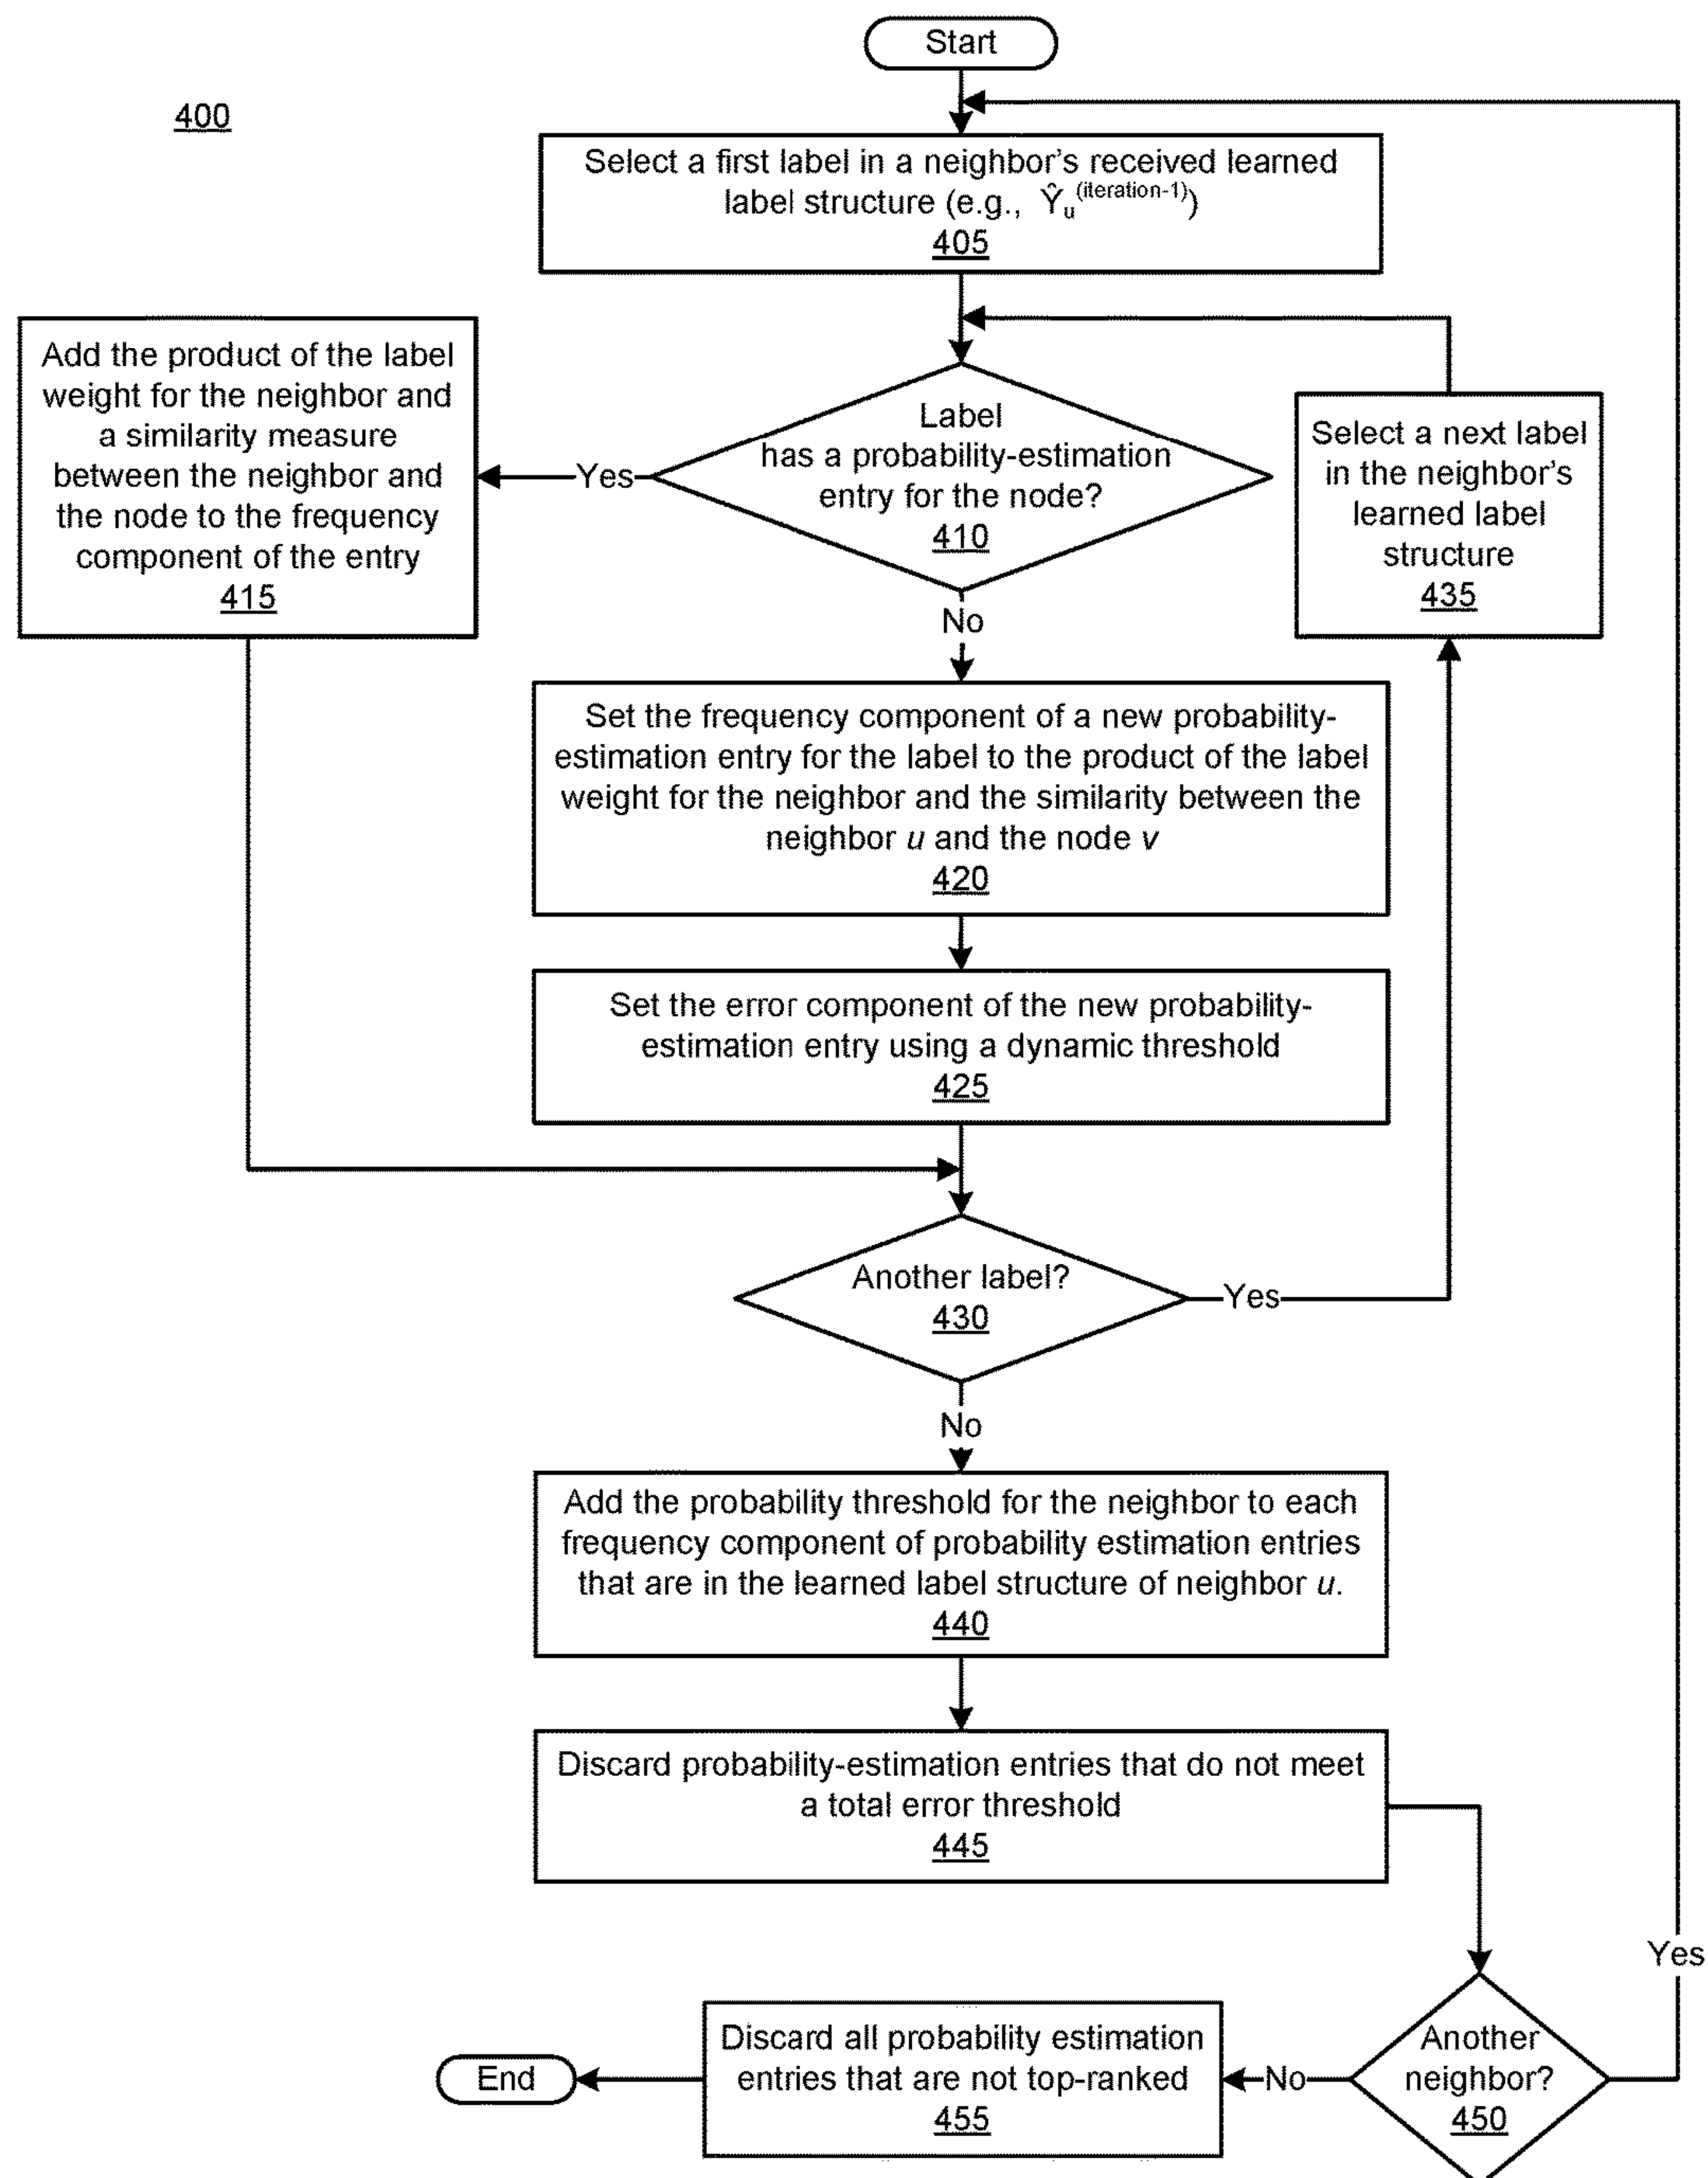 Start
400
Select a first label in a neighbor's received learned
label structure (e.g., Ŷu(iteration-1))
405
Add the product of the label
weight for the neighbor and
a similarity measure
between the neighbor and
the node to the frequency
component of the entry
415
Yes
Label
has a probability-estimation
entry for the node?
410
Select a next label
in the neighbor's
learned label
structure
435
No
Set the frequency component of a new probability-
estimation entry for the label to the product of the label
weight for the neighbor and the similarity between the
neighbor u and the node v
420
Set the error component of the new probability-
estimation entry using a dynamic threshold
425
Another label?
430
Yes
No
Add the probability threshold for the neighbor to each
frequency component of probability estimation entries
that are in the learned label structure of neighbor u.
440
Discard probability-estimation entries that do not meet
a total error threshold
445
Yes
Another
neighbor?
450
No
Discard all probability estimation
entries that are not top-ranked
455
End